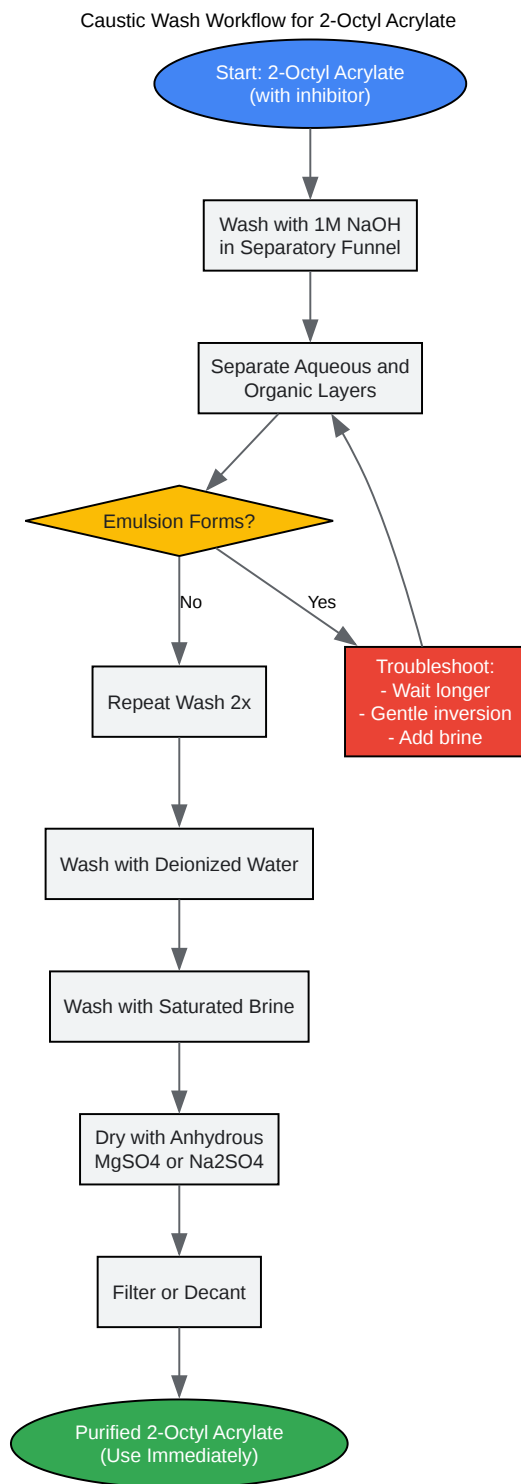 Caustic Wash Workflow for 2-Octyl Acrylate
Start: 2-Octyl Acrylate
(with inhibitor)
Wash with 1M NaOH
in Separatory Funnel
Separate Aqueous and
Organic Layers
Emulsion Forms?
No
Yes
Troubleshoot:
- Wait longer
- Gentle inversion
- Add brine
Repeat Wash 2x
Wash with Deionized Water
Wash with Saturated Brine
Dry with Anhydrous
MgSO4 or Na2SO4
Filter or Decant
Purified 2-Octyl Acrylate
(Use Immediately)